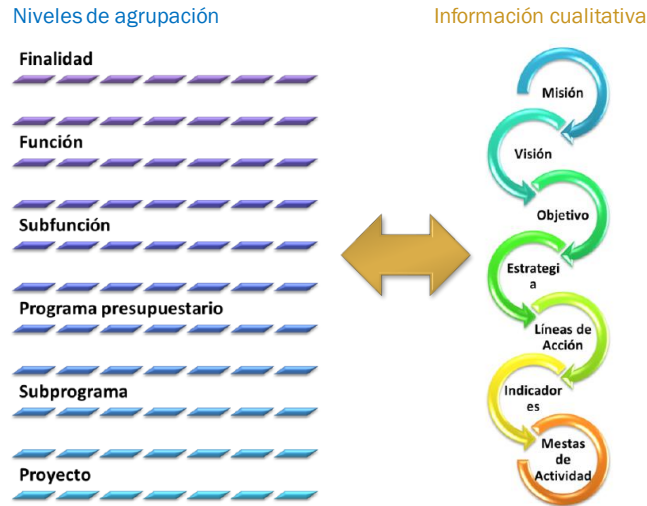 Niveles de agrupación
Información cualitativa
Finalidad
Función
Subfunción
Programa presupuestario
Subprograma
Proyecto
Misión
Visión
Objetivo
Estrategi
a
Líneas de
Acción
Indicador
es
Mestas
de
Actividad